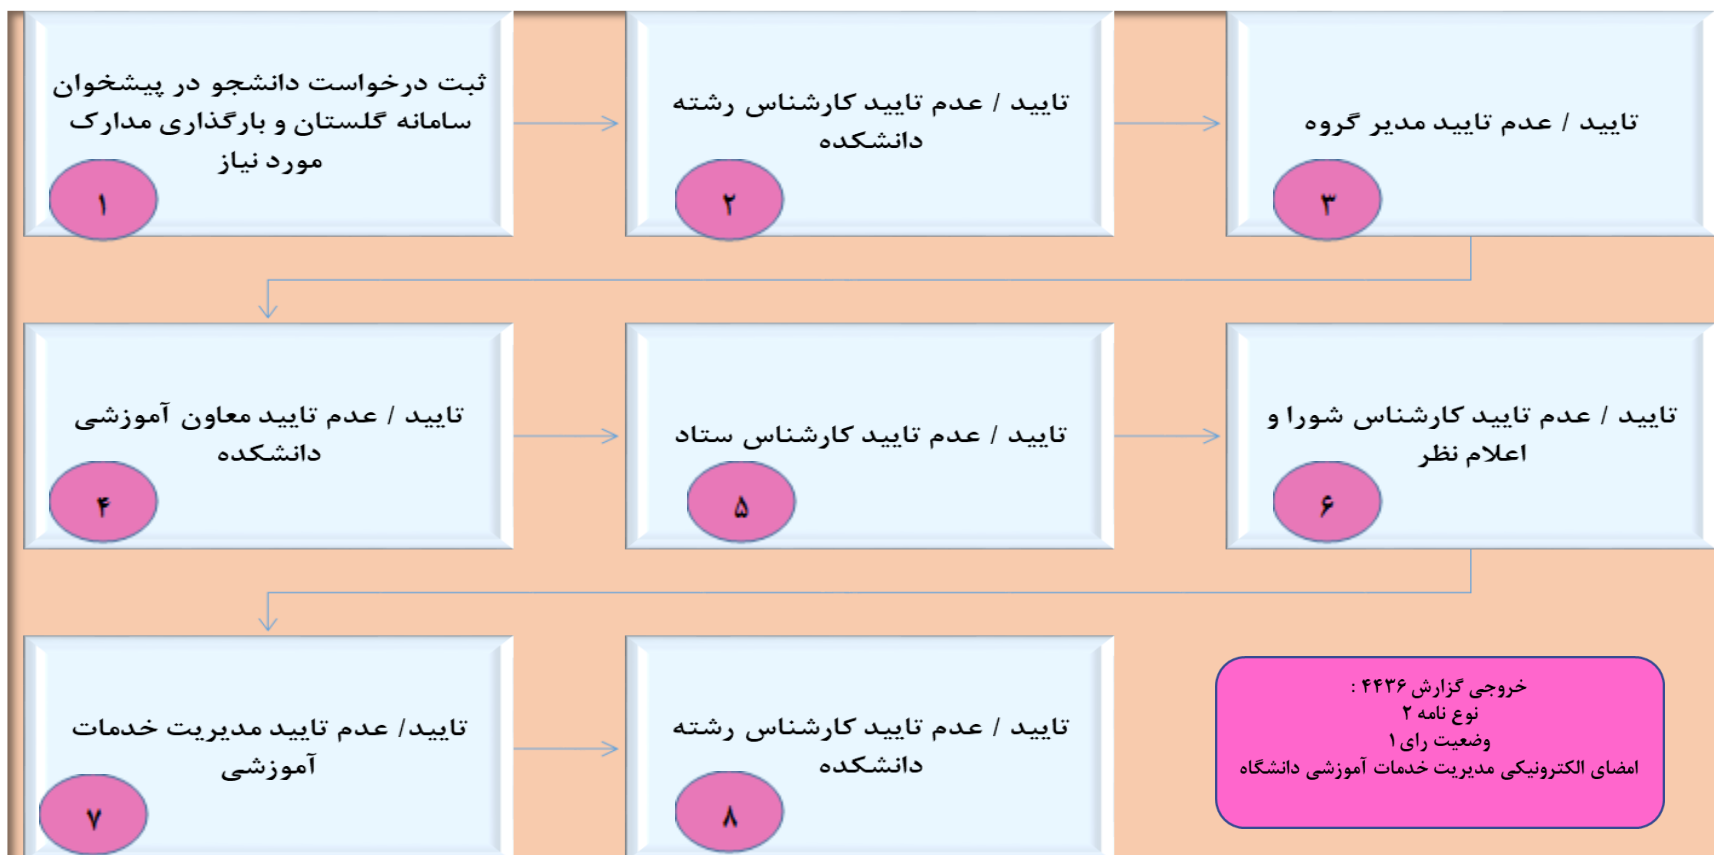 ثبت درخواست دانشجو در پیشخوان
سامانه گلستان و بارگذاری مدارک
مورد نیاز
۱
تایید / عدم تایید کارشناس رشته
دانشکده
۲
تایید / عدم تایید مدیر گروه
۳
تایید / عدم تایید معاون آموزشی
دانشکده
۴
تایید / عدم تایید کارشناس ستاد
۵
تایید / عدم تایید کارشناس شورا و
اعلام نظر
۶
تایید/ عدم تایید مدیریت خدمات
آموزشی
۷
تایید / عدم تایید کارشناس رشته
دانشکده
۸
خروجی گزارش ۴۴۳۶ :
نوع نامه ۲
وضعیت رای ۱
امضای الکترونیکی مدیریت خدمات آموزشی دانشگاه